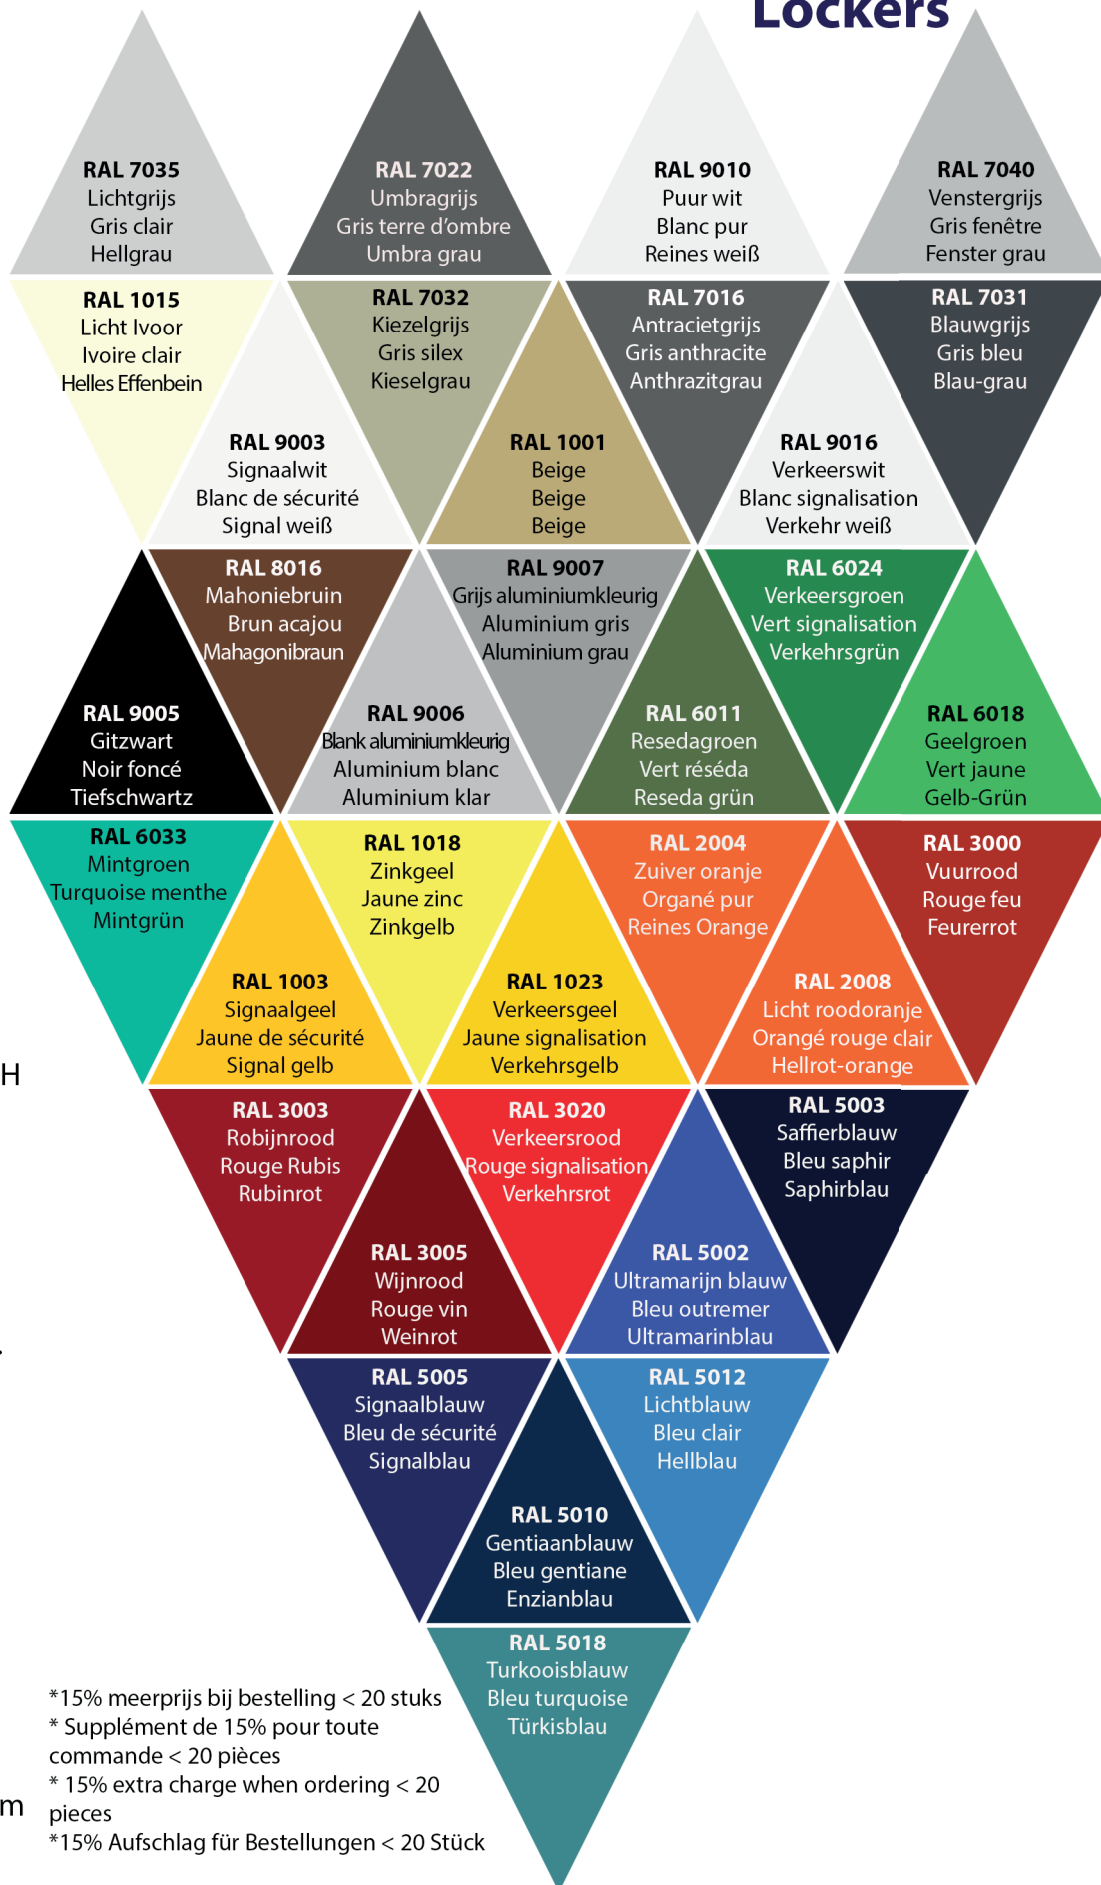 Lockers
RAL 7035
Lichtgrijs
Gris clair
Hellgrau
RAL 7022
Umbragrijs
Gris terre d’ombre
Umbra grau
RAL 9010
Puur wit
Blanc pur
Reines weiß
RAL 7040
Venstergrijs
Gris fenêtre
Fenster grau
RAL 1015
Licht Ivoor
Ivoire clair
Helles Effenbein
RAL 7032
Kiezelgrijs
Gris silex
Kieselgrau
RAL 7016
Antracietgrijs
Gris anthracite
Anthrazitgrau
RAL 7031
Blauwgrijs
Gris bleu
Blau-grau
RAL 9003
Signaalwit
Blanc de sécurité
Signal weiß
RAL 1001
Beige
Beige
Beige
RAL 9016
Verkeerswit
Blanc signalisation
Verkehr weiß
RAL 8016
Mahoniebruin
Brun acajou
Mahagonibraun
RAL 9007
Grijs aluminiumkleurig
Aluminium gris
Aluminium grau
RAL 6024
Verkeersgroen
Vert signalisation
Verkehrsgrün
RAL 9005
Gitzwart
Noir foncé
Tiefschwartz
RAL 9006
Blank aluminiumkleurig
Aluminium blanc
Aluminium klar
RAL 6011
Resedagroen
Vert réséda
Reseda grün
RAL 6018
Geelgroen
Vert jaune
Gelb-Grün
RAL 6033
Mintgroen
Turquoise menthe
Mintgrün
RAL 1018
Zinkgeel
Jaune zinc
Zinkgelb
RAL 2004
Zuiver oranje
Organé pur
Reines Orange
RAL 3000
Vuurrood
Rouge feu
Feurerrot
RAL 1003
Signaalgeel
Jaune de sécurité
Signal gelb
RAL 1023
Verkeersgeel
Jaune signalisation
Verkehrsgelb
RAL 2008
Licht roodoranje
Orangé rouge clair
Hellrot-orange
H
RAL 3003
Robijnrood
Rouge Rubis
Rubinrot
RAL 3020
Verkeersrood
Rouge signalisation
Verkehrsrot
RAL 5003
Saffierblauw
Bleu saphir
Saphirblau
RAL 3005
Wijnrood
Rouge vin
Weinrot
RAL 5002
Ultramarijn blauw
Bleu outremer
Ultramarinblau
.
RAL 5005
Signaalblauw
Bleu de sécurité
Signalblau
RAL 5012
Lichtblauw
Bleu clair
Hellblau
RAL 5010
Gentiaanblauw
Bleu gentiane
Enzianblau
RAL 5018
Turkooisblauw
Bleu turquoise
Türkisblau
*15% meerprijs bij bestelling < 20 stuks
* Supplément de 15% pour toute
commande < 20 pièces
* 15% extra charge when ordering < 20
pieces
*15% Aufschlag für Bestellungen < 20 Stück
m